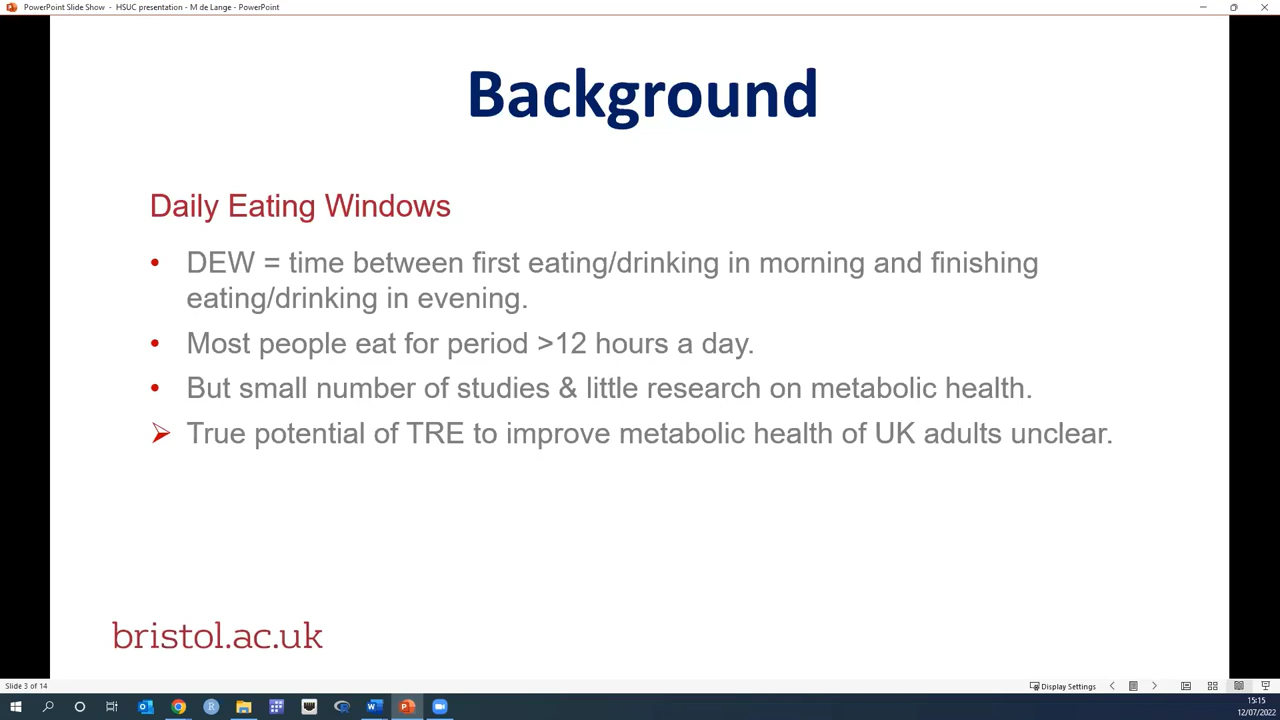 PowerPoint Slide Show - HSUC presentation - M de Lange - PowerPoint
Background
Daily Eating Windows
• DEW = time between first eating/drinking in morning and finishing
eating/drinking in evening.
• Most people eat for period >12 hours a day.
• But small number of studies & little research on metabolic health.
➢ True potential of TRE to improve metabolic health of UK adults unclear.
bristol.ac.uk
Slide 3 of 14
Display Settings
15:15
12/07/2022